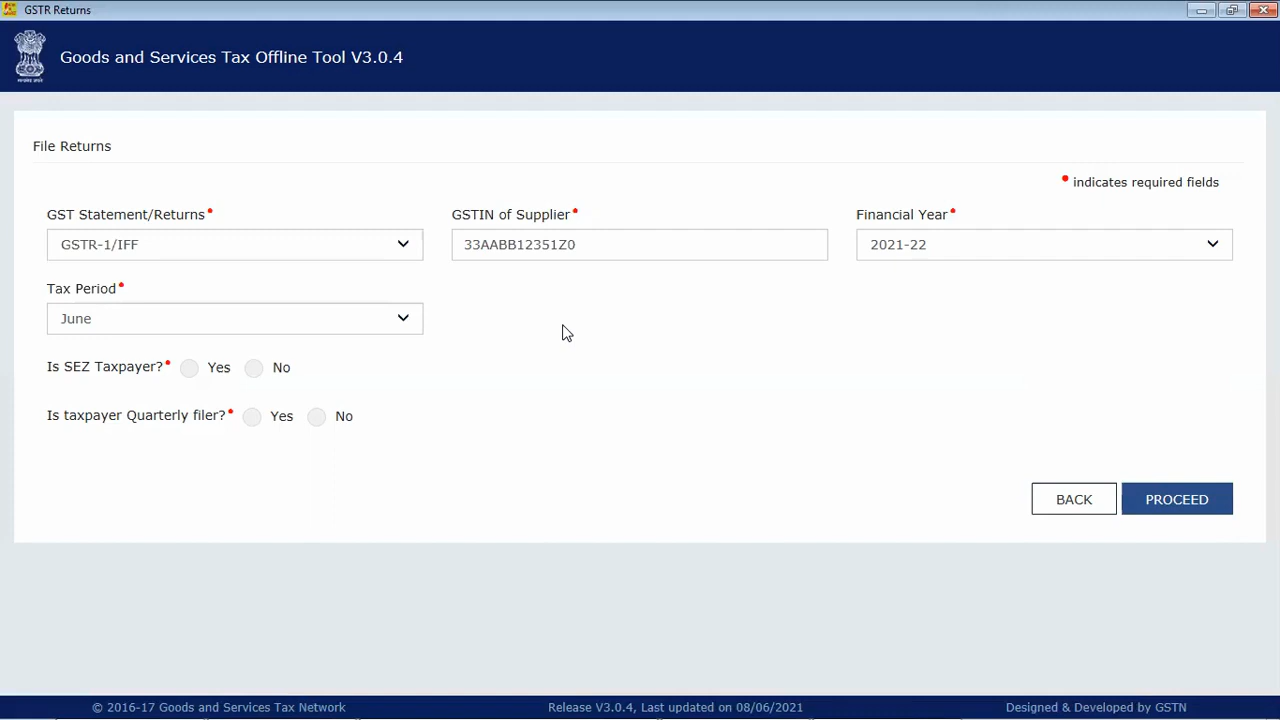 GSTR Returns
Goods and Services Tax Offline Tool V3.0.4
File Returns
• indicates required fields
GST Statement/Returns•
GSTR-1/IFF
GSTIN of Supplier•
33AABB12351Z0
Financial Year•
2021-22
Tax Period•
June
Is SEZ Taxpayer?• Yes No
Is taxpayer Quarterly filer?• Yes No
BACK PROCEED
© 2016-17 Goods and Services Tax Network Release V3.0.4, Last updated on 08/06/2021 Designed & Developed by GSTN